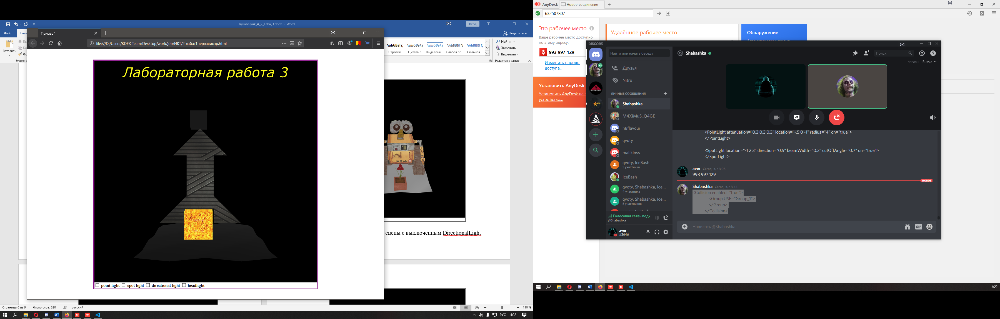 Tsymbalyuk_A_V_Laba_3.docx - Word
Вход
Файл
Глав
Поделиться
Вставить
Буфер о
АаБбВвГг,
АаБбВвГг
АаБбВвГг
АаБбВвГг,
АаБбВвГг,
Строгий
Цитата 2
Выделенн...
Слабая сс...
Сильная...
Найти
Заменить
Выделить
Редактирование
Пример 1
file:///D:/Users/KDFX Team/Desktop/work/job/ИКТ/2 лаба/1перваяиспр.html
Лабораторная работа 3
point light
spot light
directional light
headlight
WALL·E
сцены с выключенным DirectionalLight
Страница 6 из 9
Число слов: 820
русский
110 %
РУС
4:22
AnyDesk
Новое соединение
632507807
Это рабочее место
Ваше рабочее место доступно
по этому адресу.
993 997 129
Изменить пароль
доступа...
Установить AnyDesk
Установить AnyDesk на э
устройство...
Удалённое рабочее место
Обнаружение
DISCORD
Найти или начать беседу
Друзья
Nitro
ЛИЧНЫЕ СООБЩЕНИЯ
Shabashka
M4XiMuS_Q4GE
h8flavour
qvoty
malikinss
qvoty, IceBash
3 участника
IceBash
qvoty, Shabashka, Ice...
4 участника
qvoty, Shabashka, Ice...
5 участников
qvoty, IceBash
Голосовая связь подк
@Shabashka
aver
#3646
Shabashka
Поиск
регион
Russia
<PointLight attenuation="0.3 0.3 0.3" location="-.5 0 -1" radius="4" on="true">
</PointLight>
<SpotLight location="-1 2 3" direction="0.5" beamWidth="0.2" cutOffAngle="0.7" on="true">
</SpotLight>
aver Сегодня, в 3:08
993 997 129
НОВОЕ
Shabashka Сегодня, в 3:44
<Collision enabled="true">
<Group USE="Group_1">
</Group>
</Collision>
Написать @Shabashka
GIF
4:22